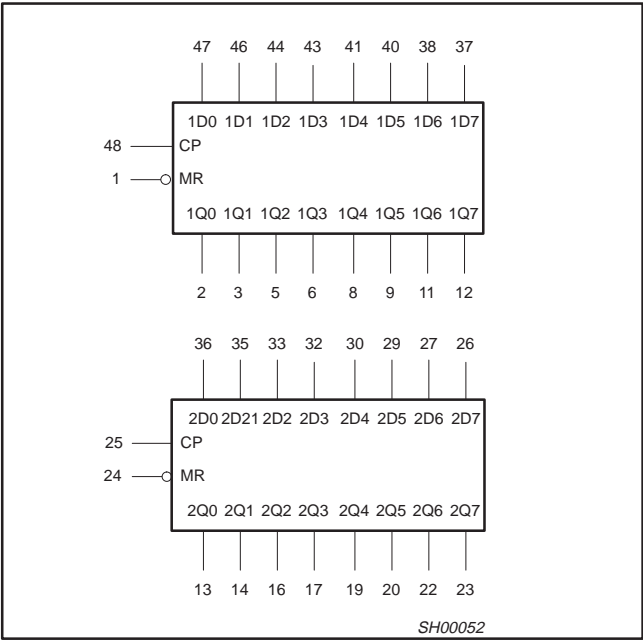 47 46 44 43 41 40 38 37
1D0 1D1 1D2 1D3 1D4 1D5 1D6 1D7
48 CP
1 MR
1Q0 1Q1 1Q2 1Q3 1Q4 1Q5 1Q6 1Q7
2 3 5 6 8 9 11 12
36 35 33 32 30 29 27 26
2D0 2D21 2D2 2D3 2D4 2D5 2D6 2D7
25 CP
24 MR
2Q0 2Q1 2Q2 2Q3 2Q4 2Q5 2Q6 2Q7
13 14 16 17 19 20 22 23
SH00052